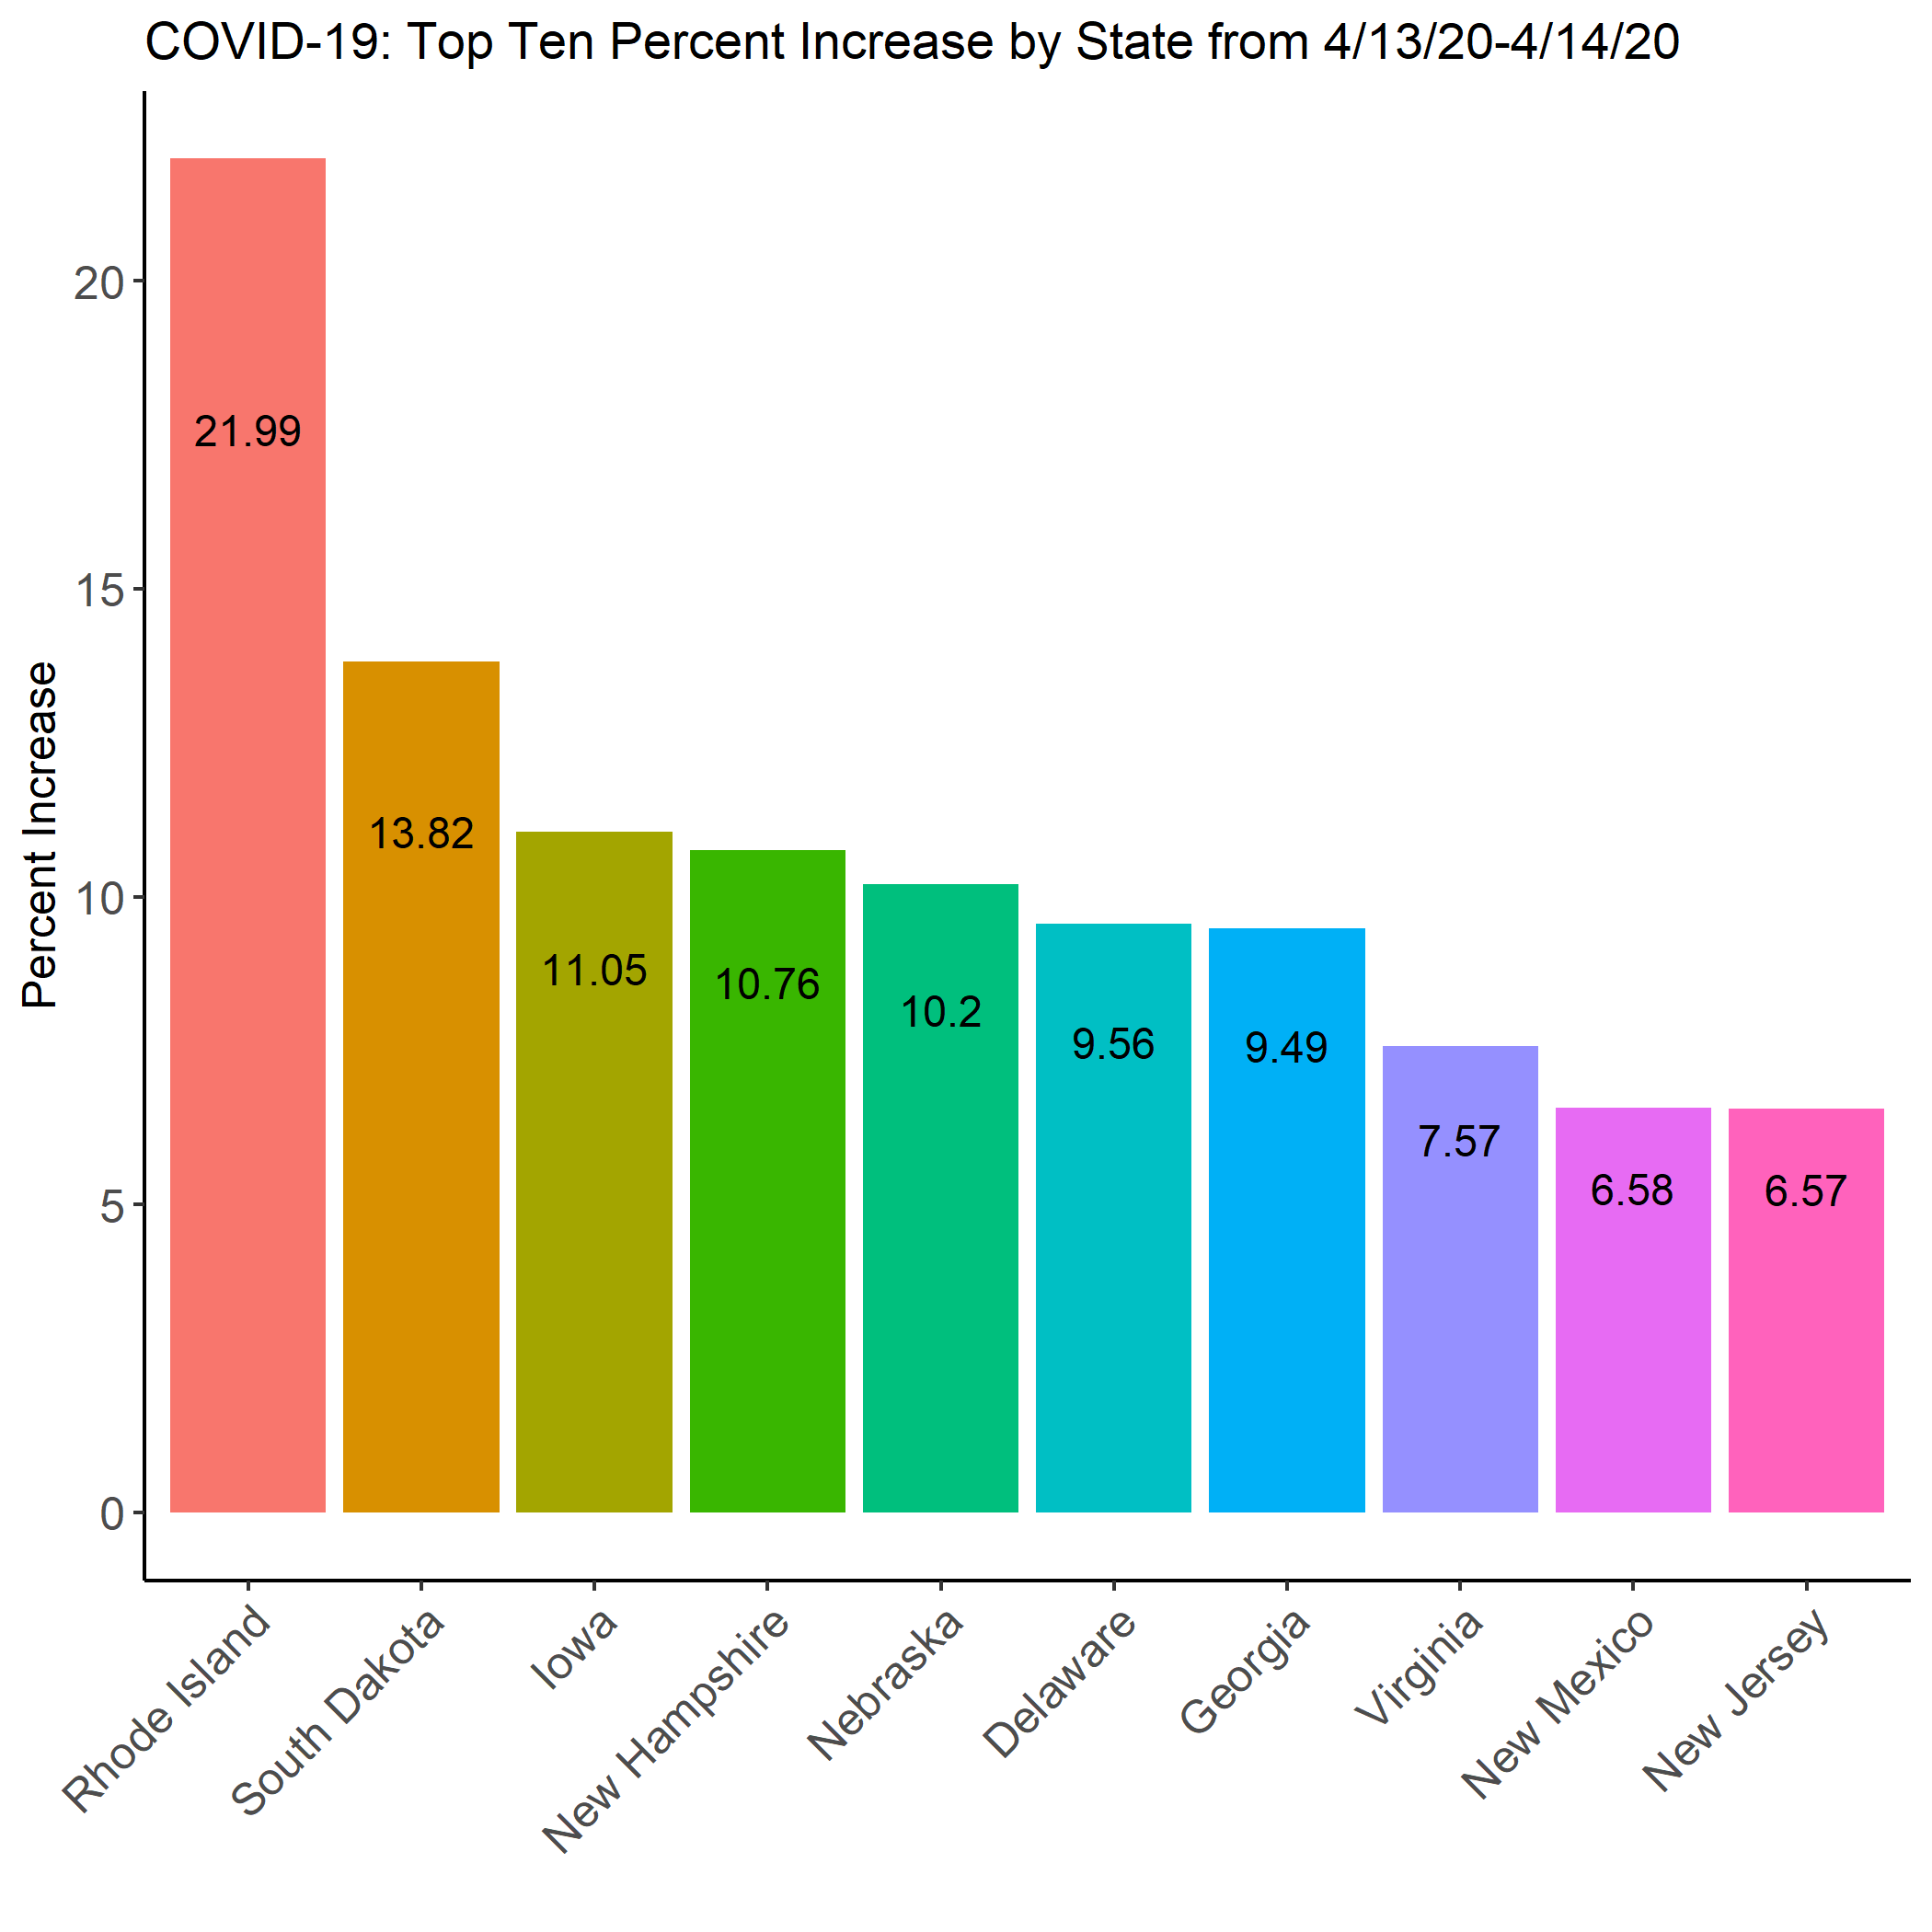 COVID-19: Top Ten Percent Increase by State from 4/13/20-4/14/20
Percent Increase
20
15
10
5
0
21.99
13.82
11.05
10.76
10.2
9.56
9.49
7.57
6.58
6.57
Rhode Island
South Dakota
Iowa
New Hampshire
Nebraska
Delaware
Georgia
Virginia
New Mexico
New Jersey